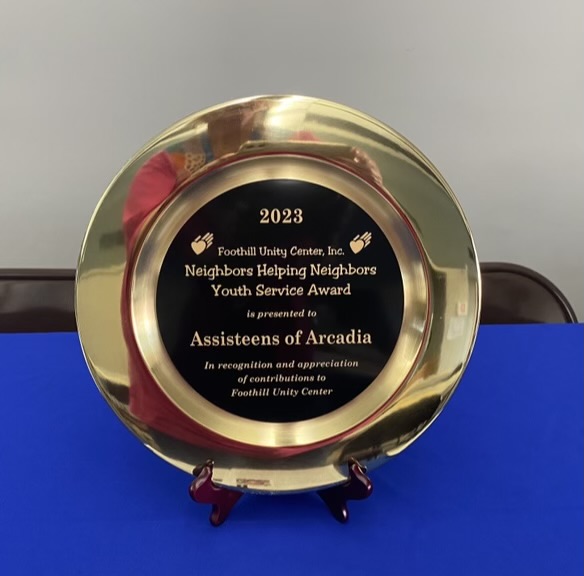 2023
Foothill Unity Center, Inc.
Neighbors Helping Neighbors
Youth Service Award
is presented to
Assisteens of Arcadia
In recognition and appreciation
of contributions to
Foothill Unity Center